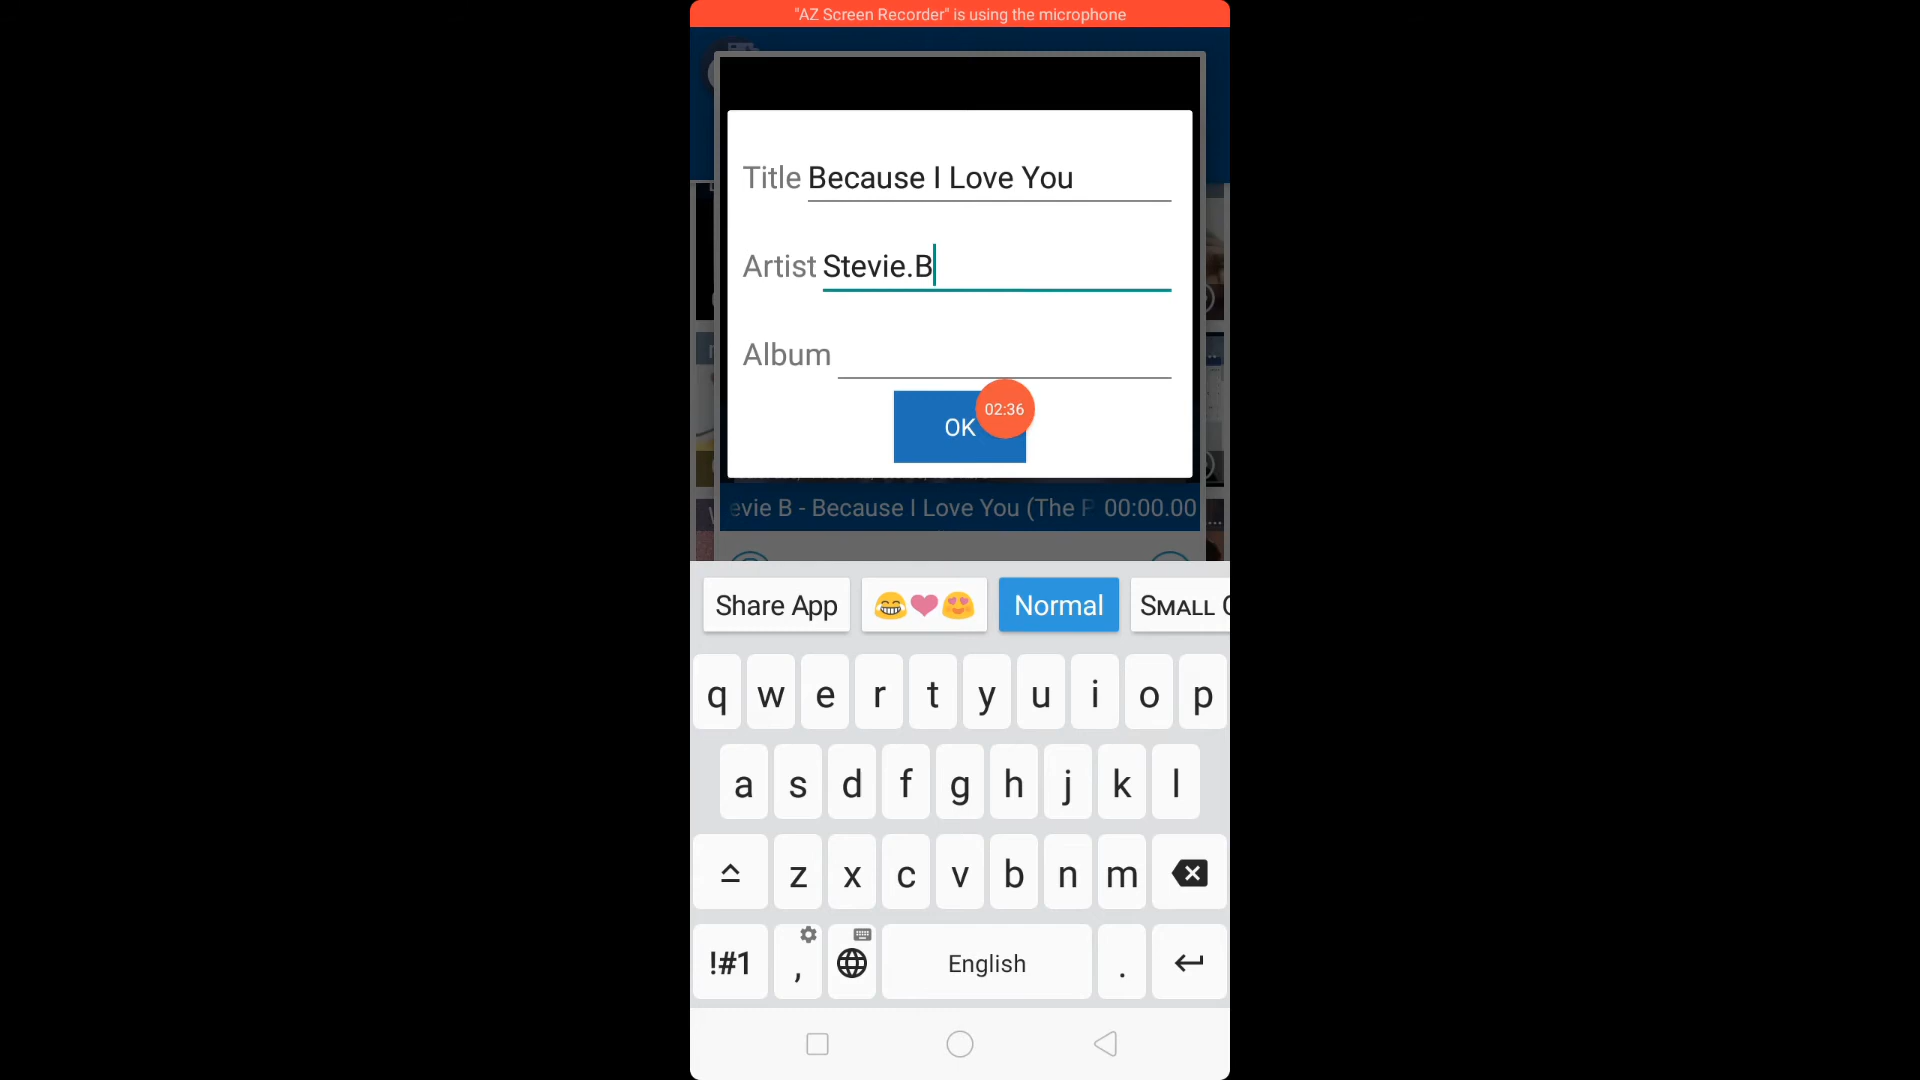 "AZ Screen Recorder" is using the microphone
Title Because I Love You
Artist Stevie.B
Album
OK
02:36
evie B - Because I Love You (The P 00:00.00
Share App 😂❤️😍 Normal SMALL
q w e r t y u i o p
a s d f g h j k l
z x c v b n m
!#1 , English .